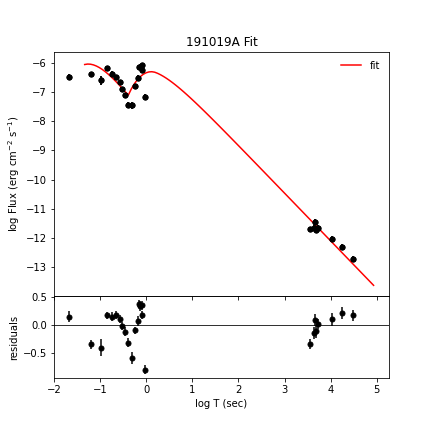 191019A Fit
log Flux (erg cm⁻² s⁻¹)
−6
−7
−8
−9
−10
−11
−12
−13
fit
residuals
0.5
0.0
−0.5
−2 −1 0 1 2 3 4 5
log T (sec)